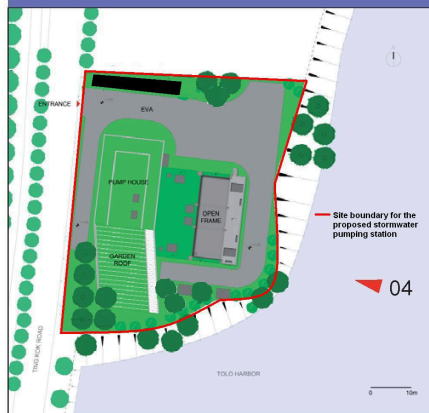 ENTRANCE
EVA
PUMP HOUSE
OPEN
FRAME
Site boundary for the
proposed stormwater
pumping station
GARDEN
ROOF
04
TING KOK ROAD
TOLO HARBOR
0
10m